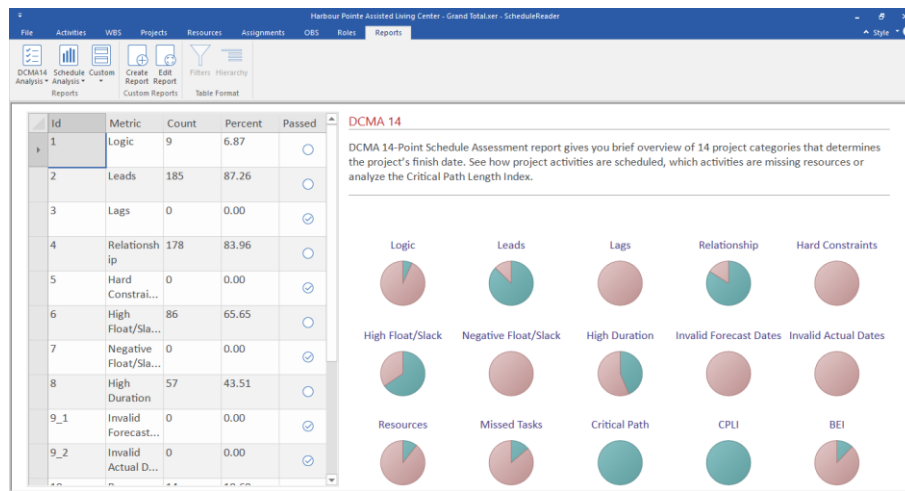 Harbour Pointe Assisted Living Center - Grand Total.xer - ScheduleReader
File Activities WBS Projects Resources Assignments OBS Roles Reports Style
DCMA14 Analysis
Schedule Analysis
Custom
Create Report
Edit Report
Filters
Hierarchy
Reports
Custom Reports
Table Format
Id Metric Count Percent Passed
1 Logic 9 6.87
2 Leads 185 87.26
3 Lags 0 0.00
4 Relationsh 178 83.96
ip
5 Hard 0 0.00
Constrai...
6 High 86 65.65
Float/Sla...
7 Negative 0 0.00
Float/Sla...
8 High 57 43.51
Duration
9_1 Invalid 0 0.00
Forecast...
9_2 Invalid 0 0.00
Actual D...
DCMA 14
DCMA 14-Point Schedule Assessment report gives you brief overview of 14 project categories that determines
the project's finish date. See how project activities are scheduled, which activities are missing resources or
analyze the Critical Path Length Index.
Logic Leads Lags Relationship Hard Constraints
High Float/Slack Negative Float/Slack High Duration Invalid Forecast Dates Invalid Actual Dates
Resources Missed Tasks Critical Path CPLI BEI